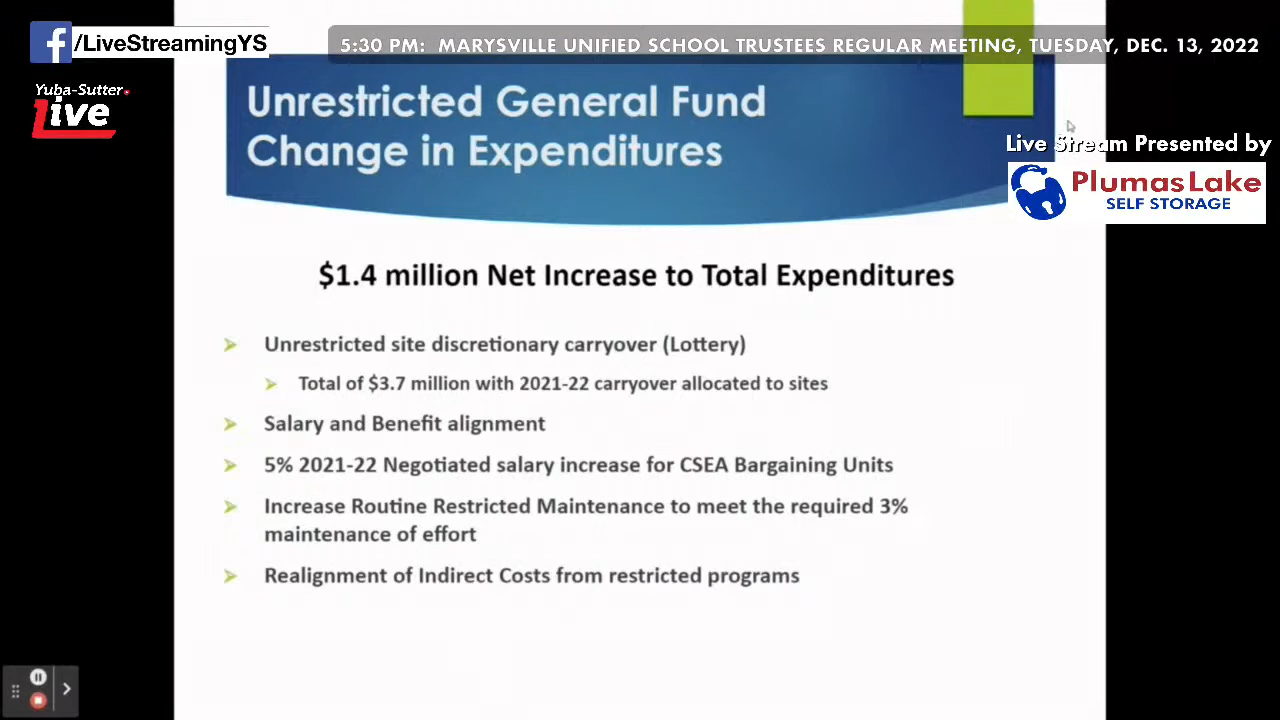 /LiveStreamingYS
5:30 PM: MARYSVILLE UNIFIED SCHOOL TRUSTEES REGULAR MEETING, TUESDAY, DEC. 13, 2022
Yuba-Sutter
Live
Unrestricted General Fund
Change in Expenditures
Live Stream Presented by
Plumas Lake
SELF STORAGE
$1.4 million Net Increase to Total Expenditures
Unrestricted site discretionary carryover (Lottery)
Total of $3.7 million with 2021-22 carryover allocated to sites
Salary and Benefit alignment
5% 2021-22 Negotiated salary increase for CSEA Bargaining Units
Increase Routine Restricted Maintenance to meet the required 3%
maintenance of effort
Realignment of Indirect Costs from restricted programs